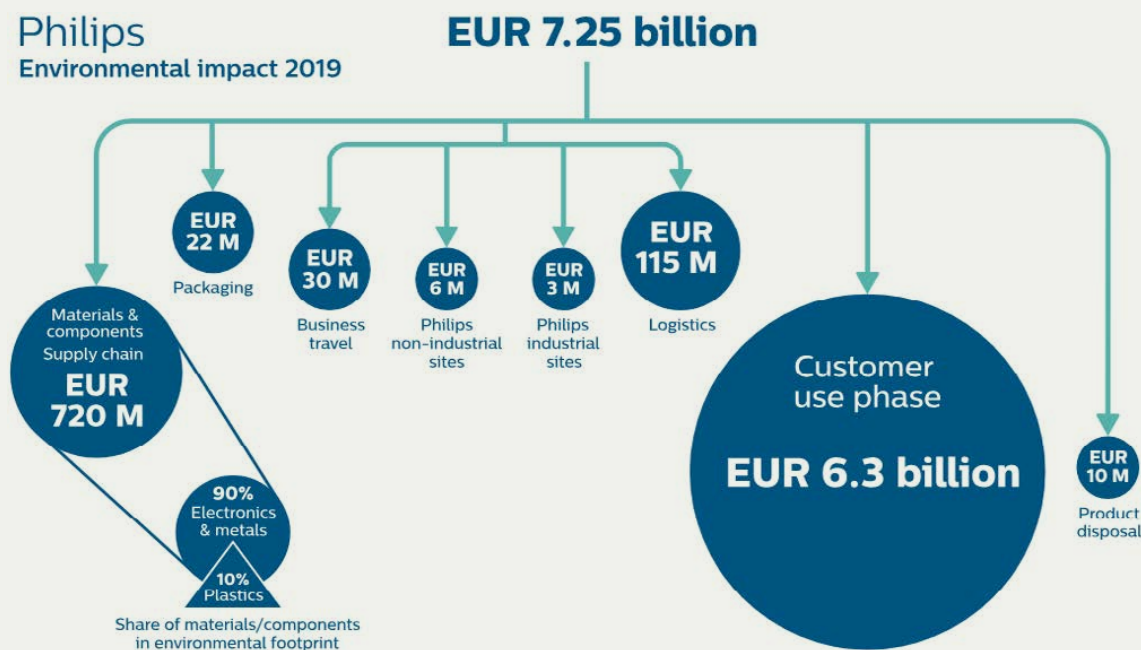 Philips
Environmental impact 2019
EUR 7.25 billion
Materials &
components
Supply chain
EUR
720 M
90%
Electronics
& metals
10%
Plastics
Share of materials/components
in environmental footprint
EUR
22 M
Packaging
EUR
30 M
Business
travel
EUR
6 M
Philips
non-industrial
sites
EUR
3 M
Philips
industrial
sites
EUR
115 M
Logistics
Customer
use phase
EUR 6.3 billion
EUR
10 M
Product
disposal